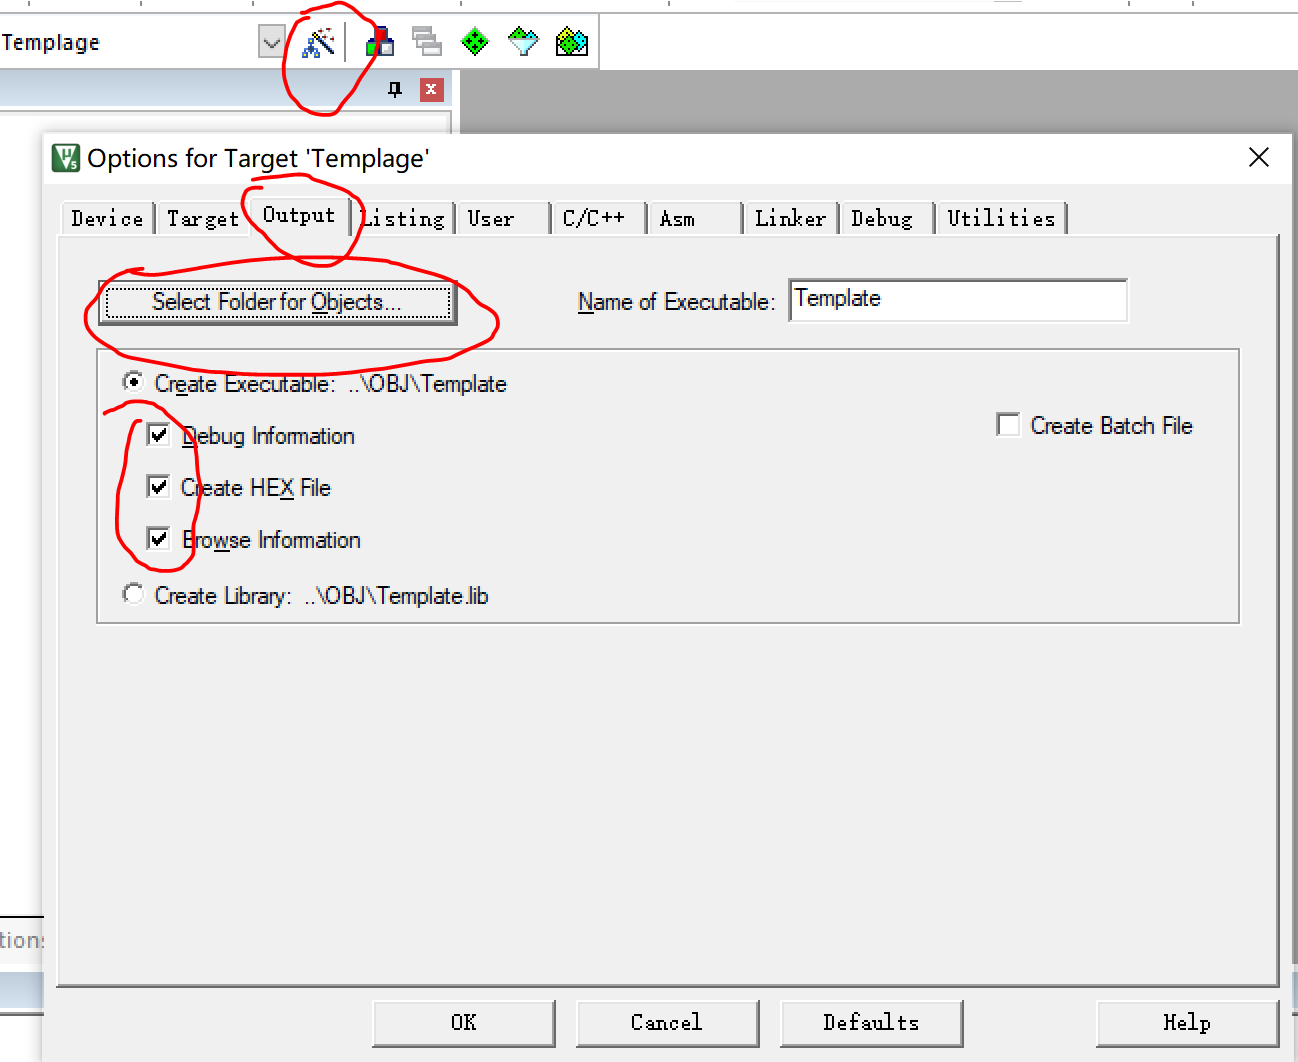 Templage
Options for Target 'Templage'
Device Target Output Listing User C/C++ Asm Linker Debug Utilities
Select Folder for Objects... Name of Executable: Template
Create Executable: ..\OBJ\Template
Debug Information Create Batch File
Create HEX File
Browse Information
Create Library: ..\OBJ\Template.lib
OK Cancel Defaults Help